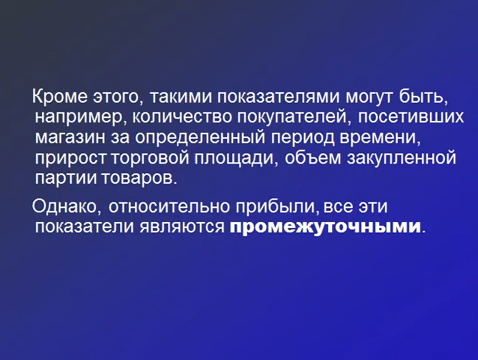 Кроме этого, такими показателями могут быть,
например, количество покупателей, посетивших
магазин за определенный период времени,
прирост торговой площади, объем закупленной
партии товаров.
Однако, относительно прибыли, все эти
показатели являются промежуточными.